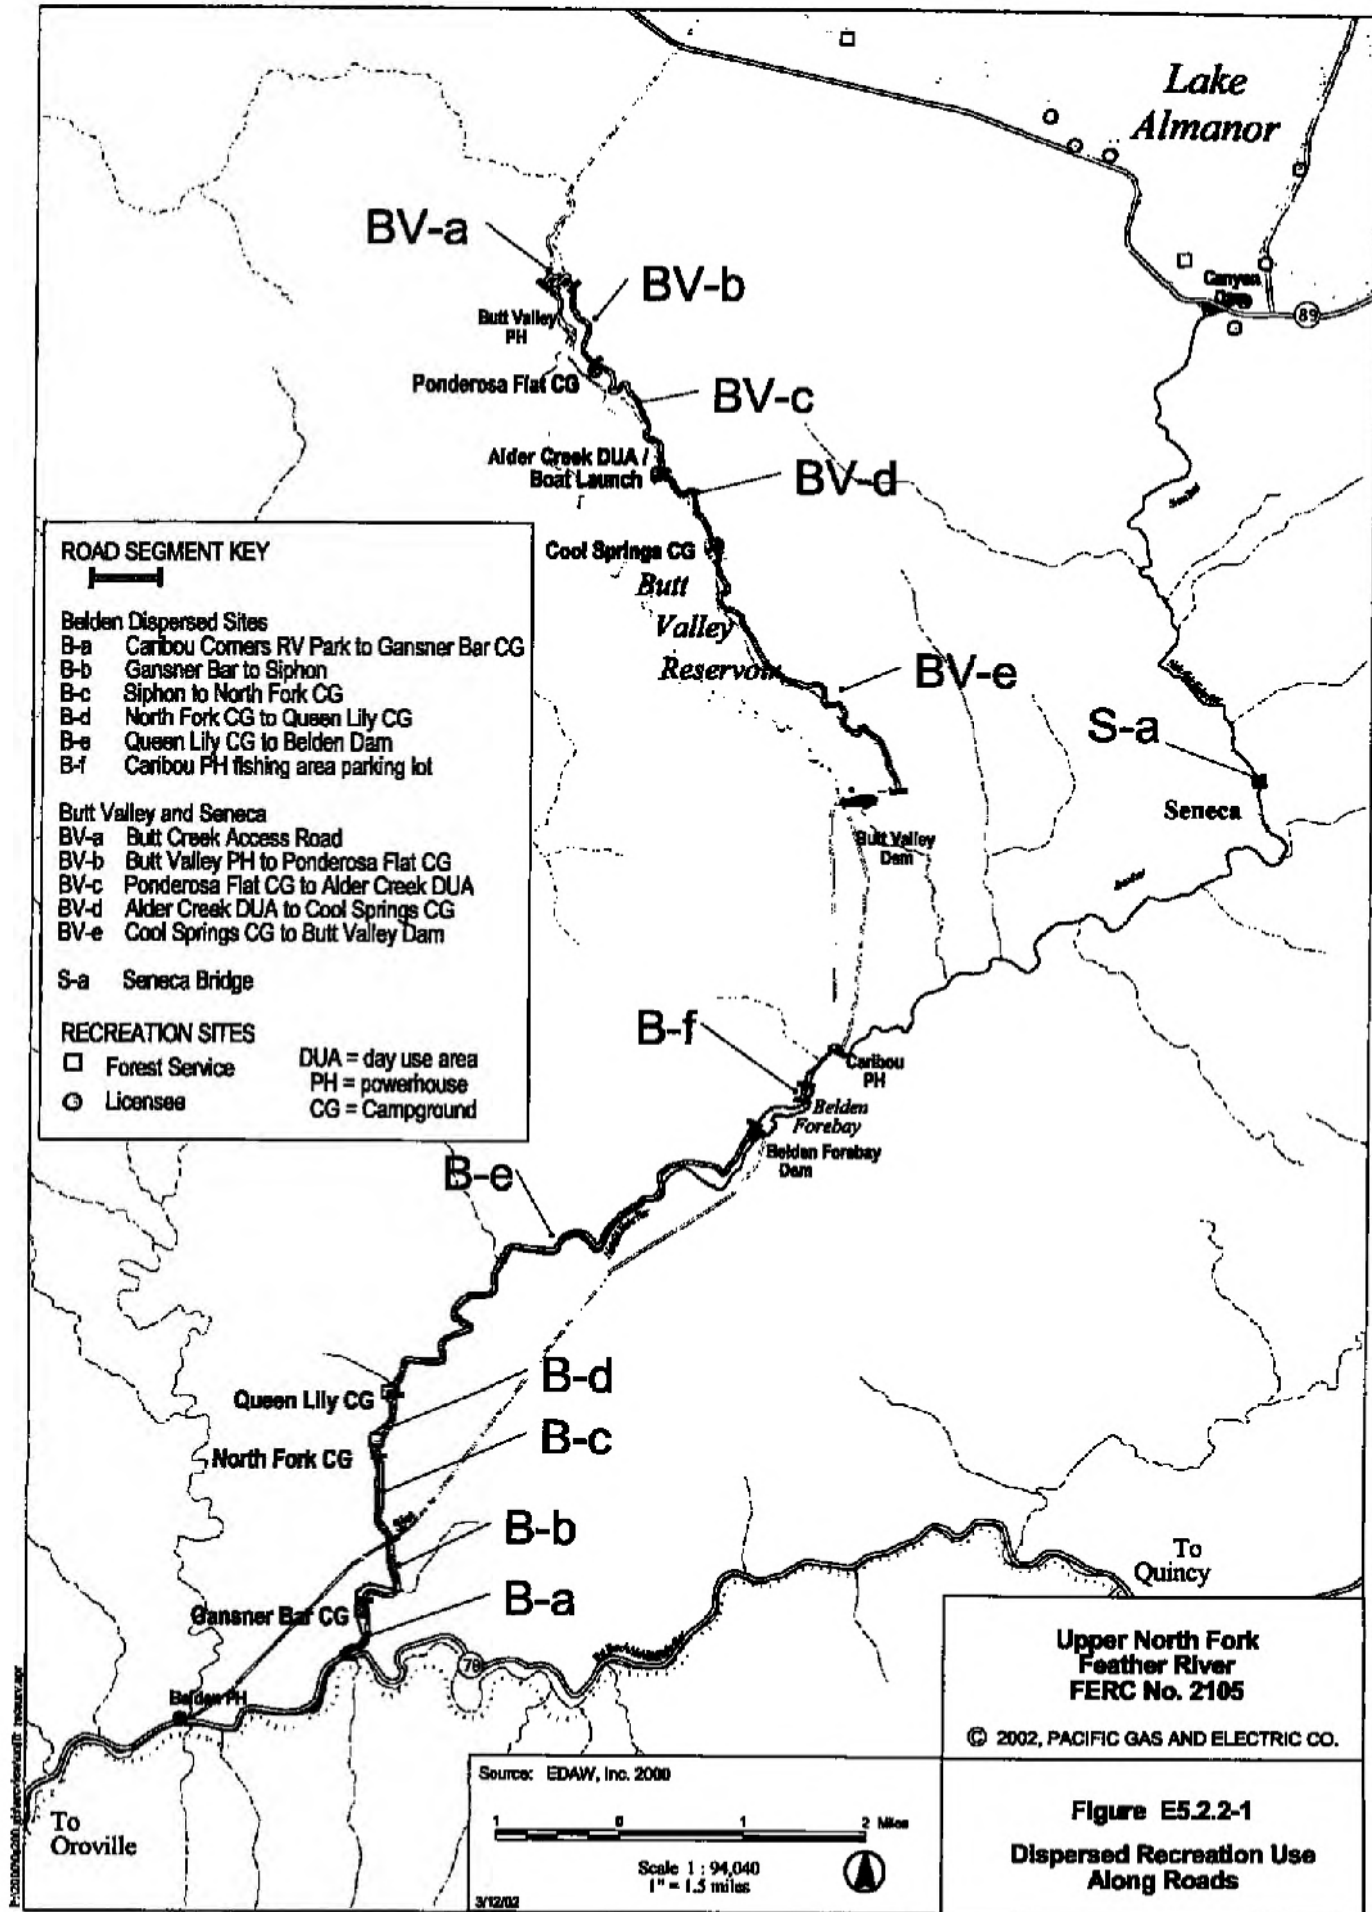 Lake
Almanor
BV-a
BV-b
Canyon
Dam
89
Butt Valley
PH
Ponderosa Flat CG
BV-c
Alder Creek DUA /
Boat Launch
BV-d
Cool Springs CG
Butt
Valley
Reservoir
BV-e
S-a
Seneca
Butt Valley
Dam
ROAD SEGMENT KEY
Belden Dispersed Sites
B-a Caribou Corners RV Park to Gansner Bar CG
B-b Gansner Bar to Siphon
B-c Siphon to North Fork CG
B-d North Fork CG to Queen Lily CG
B-e Queen Lily CG to Belden Dam
B-f Caribou PH fishing area parking lot
Butt Valley and Seneca
BV-a Butt Creek Access Road
BV-b Butt Valley PH to Ponderosa Flat CG
BV-c Ponderosa Flat CG to Alder Creek DUA
BV-d Alder Creek DUA to Cool Springs CG
BV-e Cool Springs CG to Butt Valley Dam
S-a Seneca Bridge
RECREATION SITES
Forest Service
Licensee
DUA = day use area
PH = powerhouse
CG = Campground
B-f
Caribou
PH
Belden
Forebay
Belden Forebay
Dam
B-e
Queen Lily CG
B-d
North Fork CG
B-c
B-b
Gansner Bar CG
B-a
70
Belden PH
To
Quincy
To
Oroville
Upper North Fork
Feather River
FERC No. 2105
© 2002, PACIFIC GAS AND ELECTRIC CO.
Source: EDAW, Inc. 2000
1 0 1 2 Miles
Scale 1 : 94,040
1" = 1.5 miles
3/12/02
Figure E5.2.2-1
Dispersed Recreation Use
Along Roads